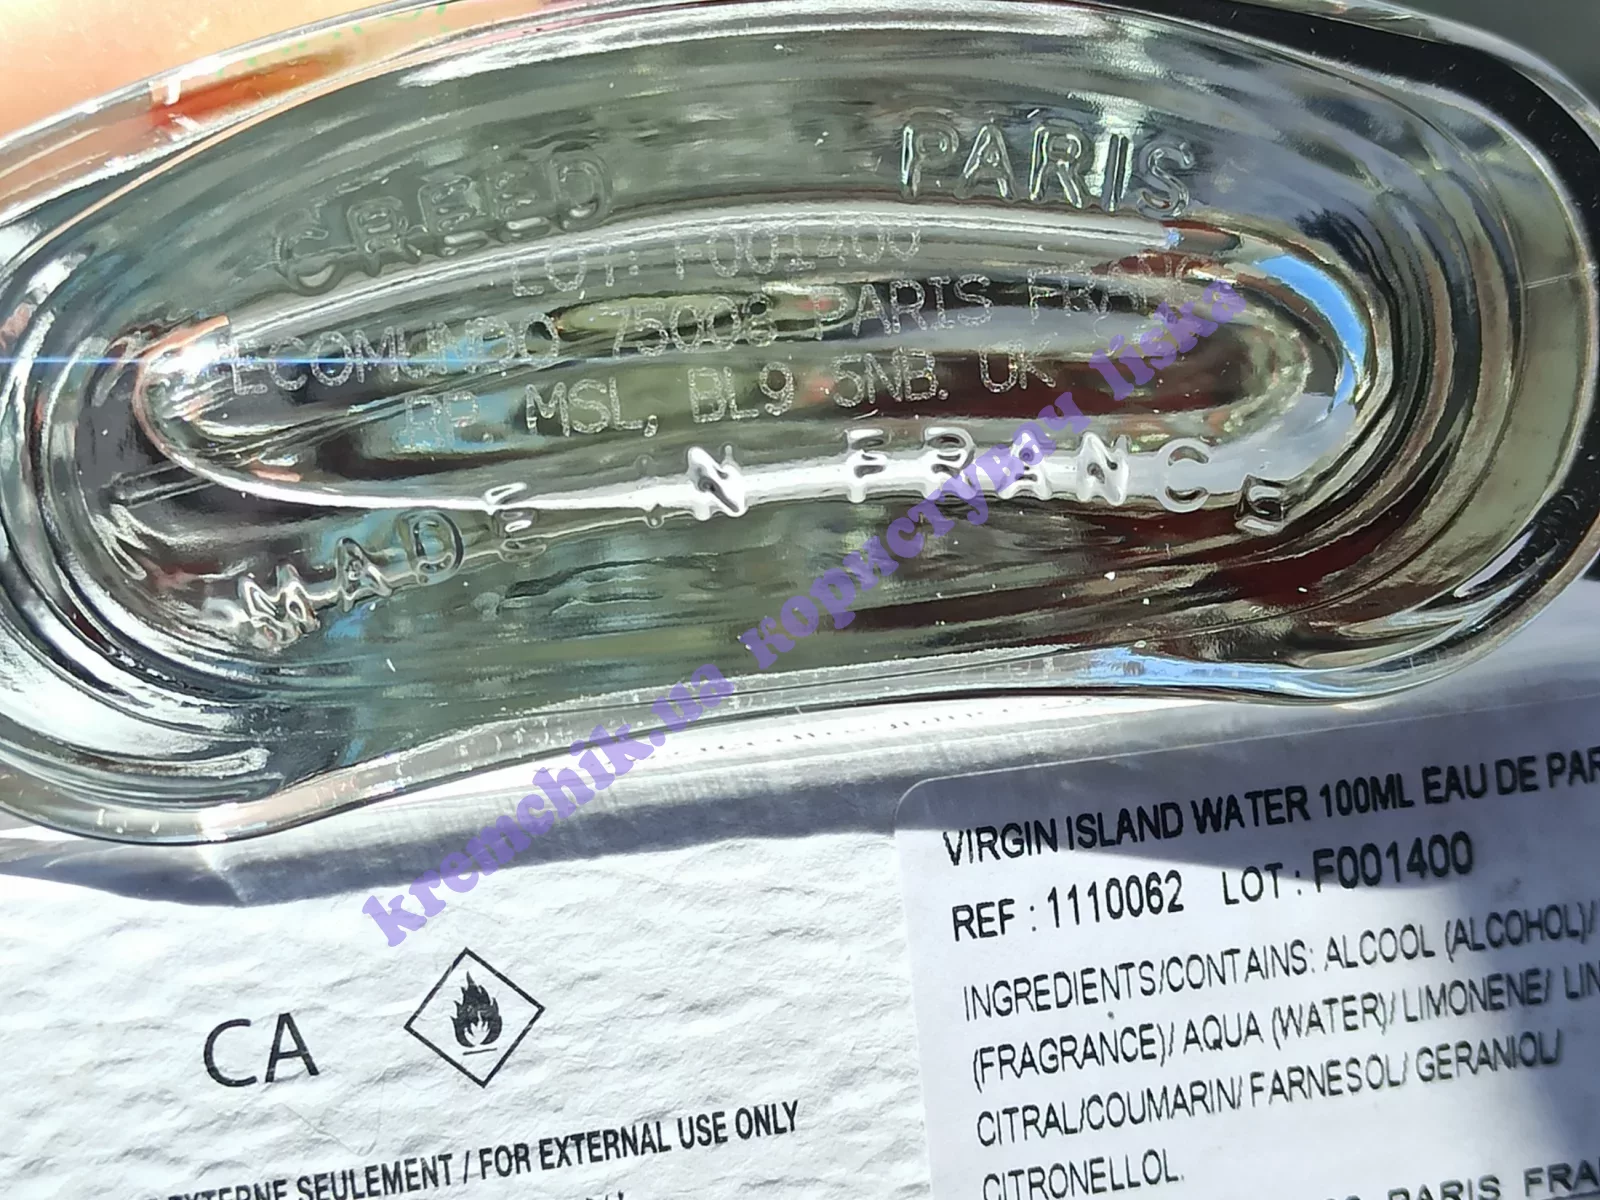 CREED PARIS
LOT: F001400
ECOMUNDO 75008 PARIS FRANC
RP. MSL, BL9 5NB. UK
MADE IN FRANCE
kremchik.ua користувач liska
VIRGIN ISLAND WATER 100ML EAU DE PAR
REF : 1110062 LOT : F001400
INGREDIENTS/CONTAINS: ALCOOL (ALCOHOL)/
(FRAGRANCE)/ AQUA (WATER)/ LIMONENE/ LIN
CITRAL/COUMARIN/ FARNESOL/ GERANIOL/
CITRONELLOL.
PARIS FRA
CA
EXTERNE SEULEMENT / FOR EXTERNAL USE ONLY